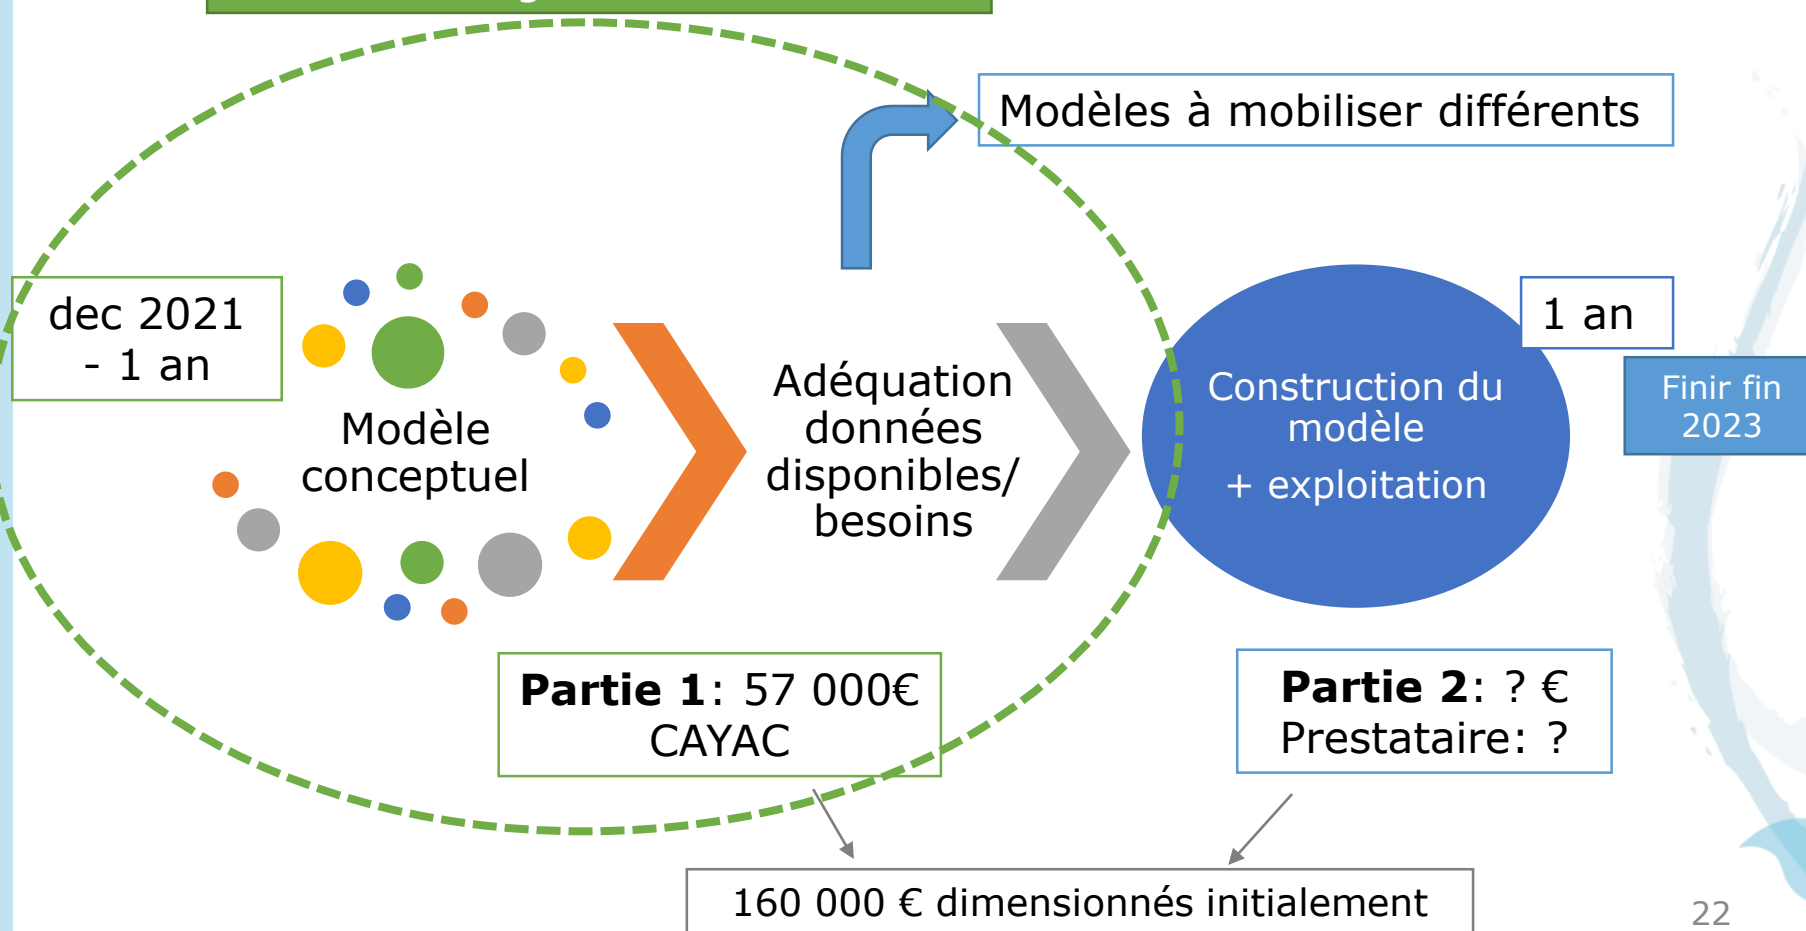 Modèles à mobiliser différents
dec 2021
- 1 an
1 an
Modèle
conceptuel
Adéquation
données
disponibles/
besoins
Construction du
modèle
+ exploitation
Finir fin
2023
Partie 1: 57 000€
CAYAC
Partie 2: ? €
Prestataire: ?
160 000 € dimensionnés initialement
22